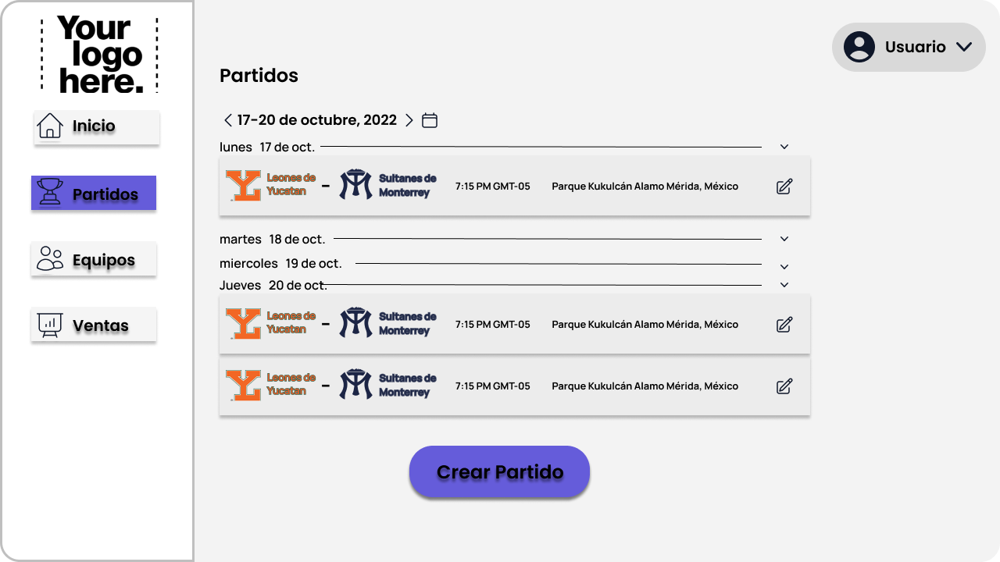 Your
logo
here.
Usuario
Inicio
Partidos
Equipos
Ventas
Partidos
17-20 de octubre, 2022
lunes 17 de oct.
Leones de
Yucatan
-
Sultanes de
Monterrey
7:15 PM GMT-05
Parque Kukulcán Alamo Mérida, México
martes 18 de oct.
miercoles 19 de oct.
Jueves 20 de oct.
Leones de
Yucatan
-
Sultanes de
Monterrey
7:15 PM GMT-05
Parque Kukulcán Alamo Mérida, México
Leones de
Yucatan
-
Sultanes de
Monterrey
7:15 PM GMT-05
Parque Kukulcán Alamo Mérida, México
Crear Partido